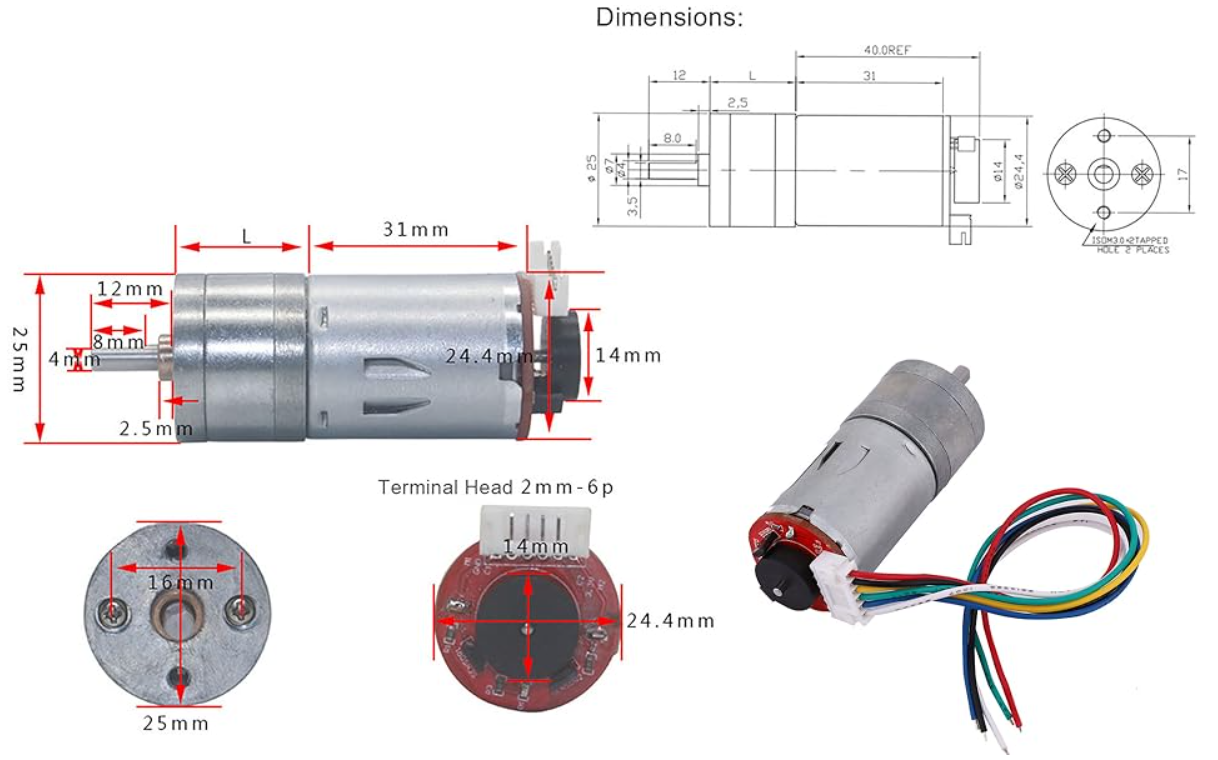 Dimensions:
40.0REF
12
L
31
2,5
8.0
ø 25
ø7
ø4
3.5
ø14
ø24,4
17
ISOM3.0×2TAPPED
HOLE 2 PLACES
L
31mm
12mm
8mm
4mm
25mm
2.5mm
24.4mm
14mm
Terminal Head 2mm-6p
14mm
24.4mm
16mm
25mm